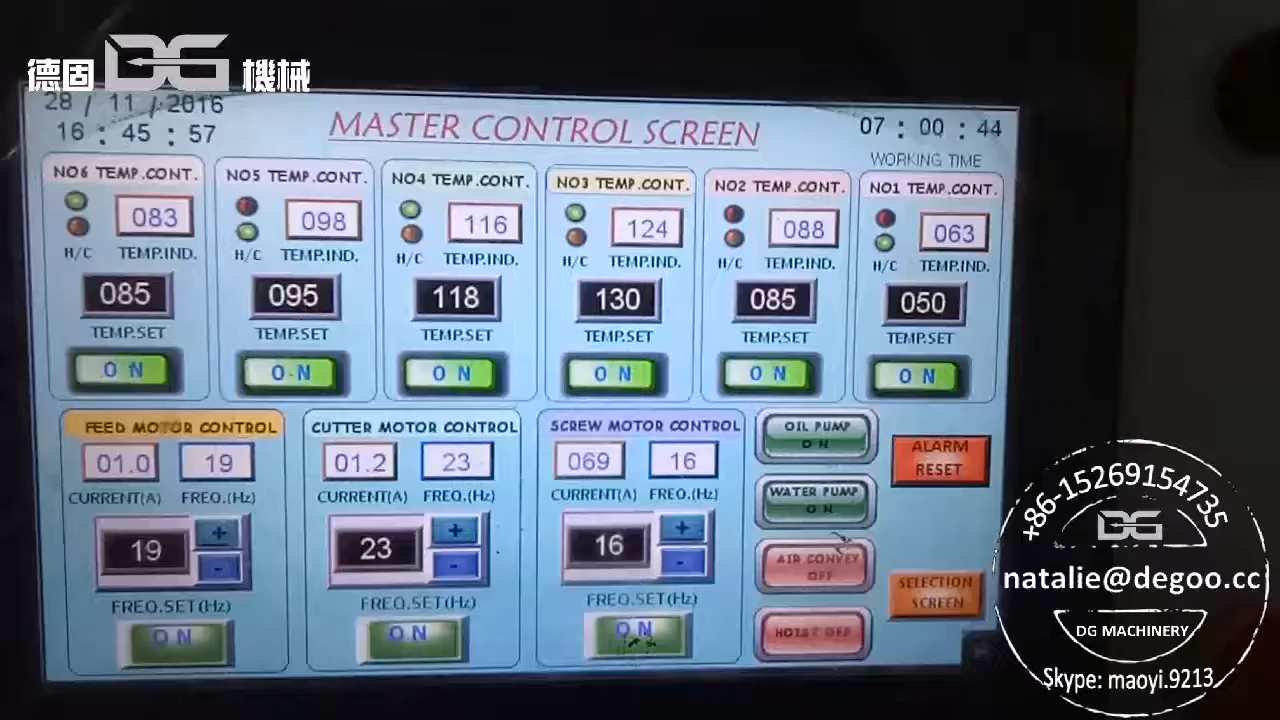 德固 DG 機械
28 / 11 / 2016
16 : 45 : 57
MASTER CONTROL SCREEN
07 : 00 : 44
WORKING TIME
NO6 TEMP.CONT. NO5 TEMP.CONT. NO4 TEMP.CONT. NO3 TEMP.CONT. NO2 TEMP.CONT. NO1 TEMP.CONT.
083 098 116 124 088 063
H/C TEMP.IND. H/C TEMP.IND. H/C TEMP.IND. H/C TEMP.IND. H/C TEMP.IND. H/C TEMP.IND.
085 095 118 130 085 050
TEMP.SET TEMP.SET TEMP.SET TEMP.SET TEMP.SET TEMP.SET
ON ON ON ON ON ON
FEED MOTOR CONTROL
01.0 19
CURRENT(A) FREQ.(Hz)
19 + -
FREQ.SET(Hz)
ON
CUTTER MOTOR CONTROL
01.2 23
CURRENT(A) FREQ.(Hz)
23 + -
FREQ.SET(Hz)
ON
SCREW MOTOR CONTROL
069 16
CURRENT(A) FREQ.(Hz)
16 + -
FREQ.SET(Hz)
ON
OIL PUMP
ON
WATER PUMP
ON
AIR CONVEY
OFF
HOIST OFF
ALARM
RESET
SELECTION
SCREEN
+86-15269154735
DG
natalie@degoo.cc
DG MACHINERY
Skype: maoyi.9213